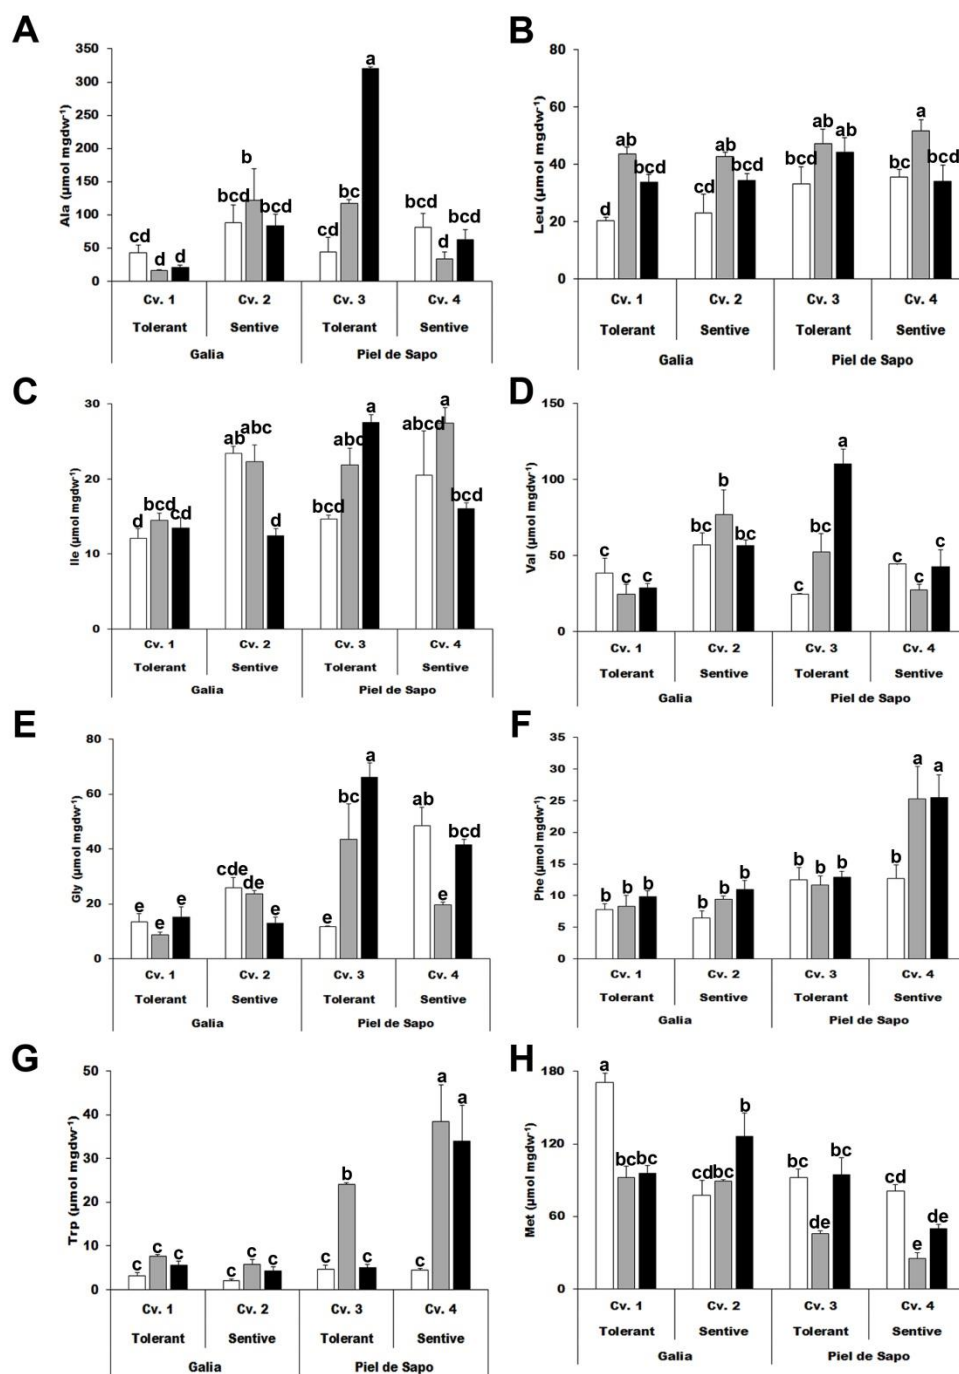 A
Ala (µmol mgdw⁻¹)
350
300
250
200
150
100
50
0
cd d d bcd b bcd cd bc a bcd d bcd
Cv. 1 Cv. 2 Cv. 3 Cv. 4
Tolerant Sentive Tolerant Sentive
Galia Piel de Sapo
B
Leu (µmol mgdw⁻¹)
80
60
40
20
0
d ab bcd cd ab bcd bcd ab ab bc a bcd
Cv. 1 Cv. 2 Cv. 3 Cv. 4
Tolerant Sentive Tolerant Sentive
Galia Piel de Sapo
C
Ile (µmol mgdw⁻¹)
30
20
10
0
d bcd cd ab abc d bcd abc a abcd a bcd
Cv. 1 Cv. 2 Cv. 3 Cv. 4
Tolerant Sentive Tolerant Sentive
Galia Piel de Sapo
D
Val (µmol mgdw⁻¹)
150
100
50
0
c c c bc b bc c bc a c c c
Cv. 1 Cv. 2 Cv. 3 Cv. 4
Tolerant Sentive Tolerant Sentive
Galia Piel de Sapo
E
Gly (µmol mgdw⁻¹)
80
60
40
20
0
e e e cde de e e bc a ab e bcd
Cv. 1 Cv. 2 Cv. 3 Cv. 4
Tolerant Sentive Tolerant Sentive
Galia Piel de Sapo
F
Phe (µmol mgdw⁻¹)
35
30
25
20
15
10
5
0
b b b b b b b b b b a a
Cv. 1 Cv. 2 Cv. 3 Cv. 4
Tolerant Sentive Tolerant Sentive
Galia Piel de Sapo
G
Trp (µmol mgdw⁻¹)
50
40
30
20
10
0
c c c c c c c b c c a a
Cv. 1 Cv. 2 Cv. 3 Cv. 4
Tolerant Sentive Tolerant Sentive
Galia Piel de Sapo
H
Met (µmol mgdw⁻¹)
180
120
60
0
a bc bc cd bc b bc de bc cd e de
Cv. 1 Cv. 2 Cv. 3 Cv. 4
Tolerant Sentive Tolerant Sentive
Galia Piel de Sapo